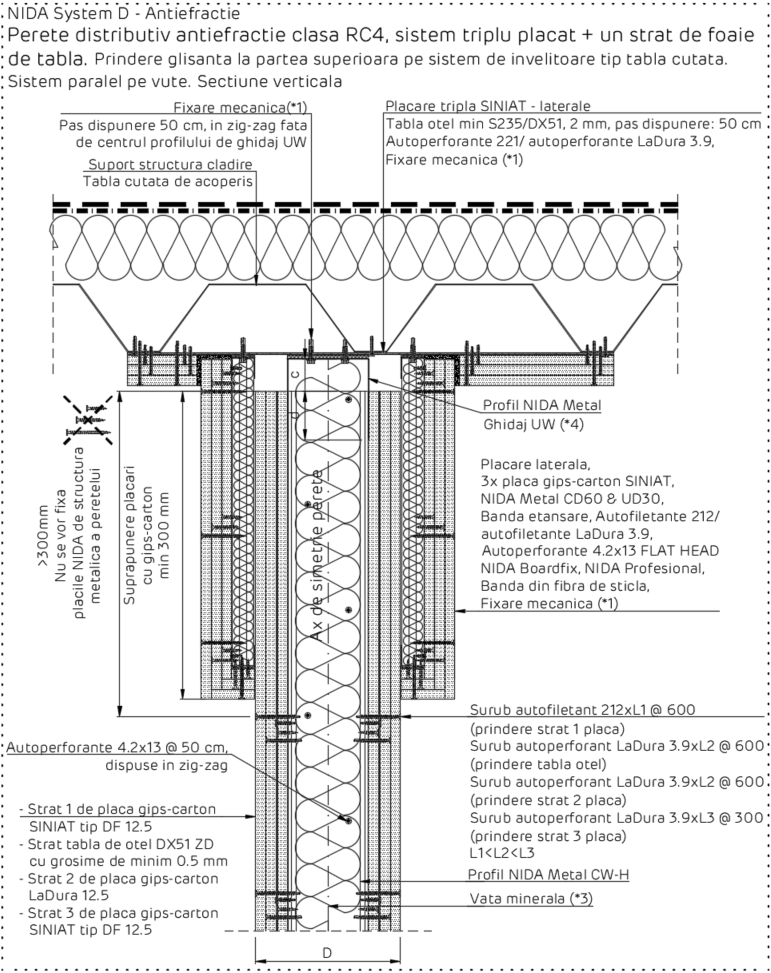 NIDA System D - Antiefractie
Perete distributiv antiefractie clasa RC4, sistem triplu placat + un strat de foaie
de tabla. Prindere glisanta la partea superioara pe sistem de invelitoare tip tabla cutata.
Sistem paralel pe vute. Sectiune verticala
Fixare mecanica(*1)
Pas dispunere 50 cm, in zig-zag fata
de centrul profilului de ghidaj UW
Suport structura cladire
Tabla cutata de acoperis
Placare tripla SINIAT - laterale
Tabla otel min S235/DX51, 2 mm, pas dispunere: 50 cm
Autoperforante 221/ autoperforante LaDura 3.9,
Fixare mecanica (*1)
c
d
Profil NIDA Metal
Ghidaj UW (*4)
Placare laterala,
3x placa gips-carton SINIAT,
NIDA Metal CD60 & UD30,
Banda etansare, Autofiletante 212/
autofiletante LaDura 3.9,
Autoperforante 4.2x13 FLAT HEAD
NIDA Boardfix, NIDA Profesional,
Banda din fibra de sticla,
Fixare mecanica (*1)
>300mm
Nu se vor fixa
placile NIDA de structura
metalica a peretelui
Suprapunere placari
cu gips-carton
min 300 mm
Ax de simetrie perete
Autoperforante 4.2x13 @ 50 cm,
dispuse in zig-zag
- Strat 1 de placa gips-carton
SINIAT tip DF 12.5
- Strat tabla de otel DX51 ZD
cu grosime de minim 0.5 mm
- Strat 2 de placa gips-carton
LaDura 12.5
- Strat 3 de placa gips-carton
SINIAT tip DF 12.5
Surub autofiletant 212xL1 @ 600
(prindere strat 1 placa)
Surub autoperforant LaDura 3.9xL2 @ 600
(prindere tabla otel)
Surub autoperforant LaDura 3.9xL2 @ 600
(prindere strat 2 placa)
Surub autoperforant LaDura 3.9xL3 @ 300
(prindere strat 3 placa)
L1<L2<L3
Profil NIDA Metal CW-H
Vata minerala (*3)
D